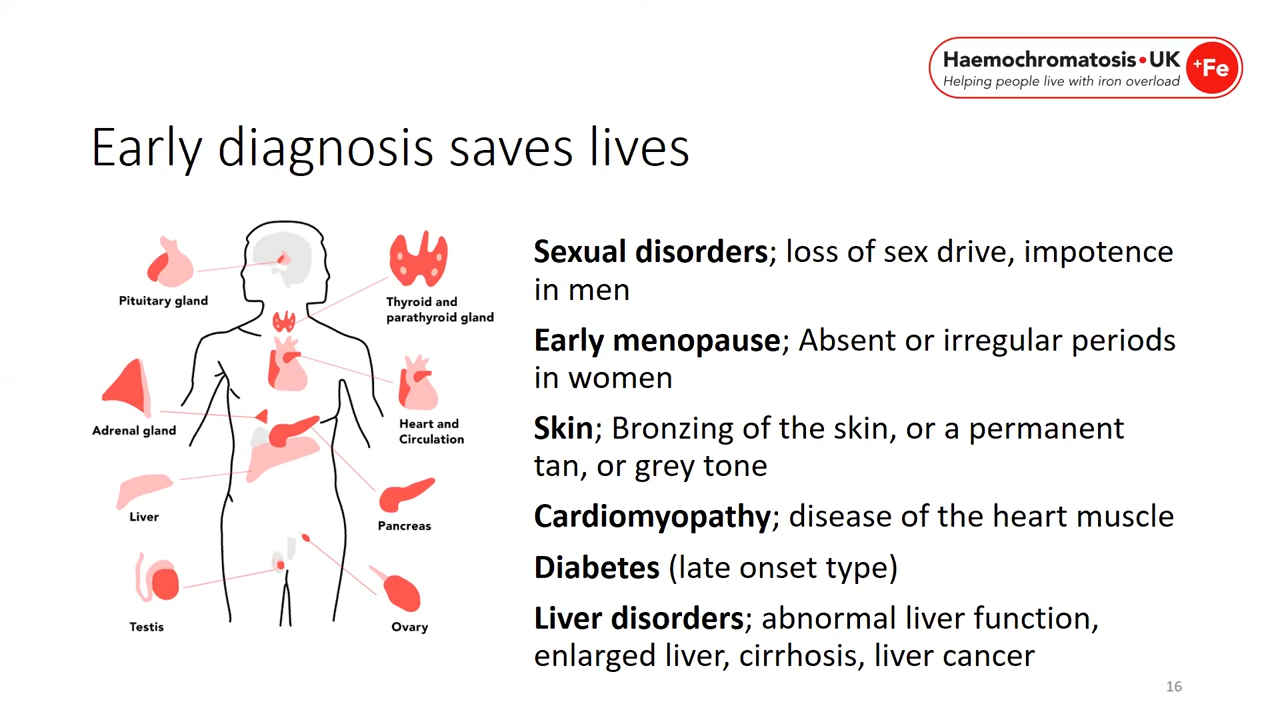 Haemochromatosis•UK
Helping people live with iron overload
+Fe
Early diagnosis saves lives
Pituitary gland
Thyroid and
parathyroid gland
Adrenal gland
Heart and
Circulation
Liver
Pancreas
Testis
Ovary
Sexual disorders; loss of sex drive, impotence
in men
Early menopause; Absent or irregular periods
in women
Skin; Bronzing of the skin, or a permanent
tan, or grey tone
Cardiomyopathy; disease of the heart muscle
Diabetes (late onset type)
Liver disorders; abnormal liver function,
enlarged liver, cirrhosis, liver cancer
16